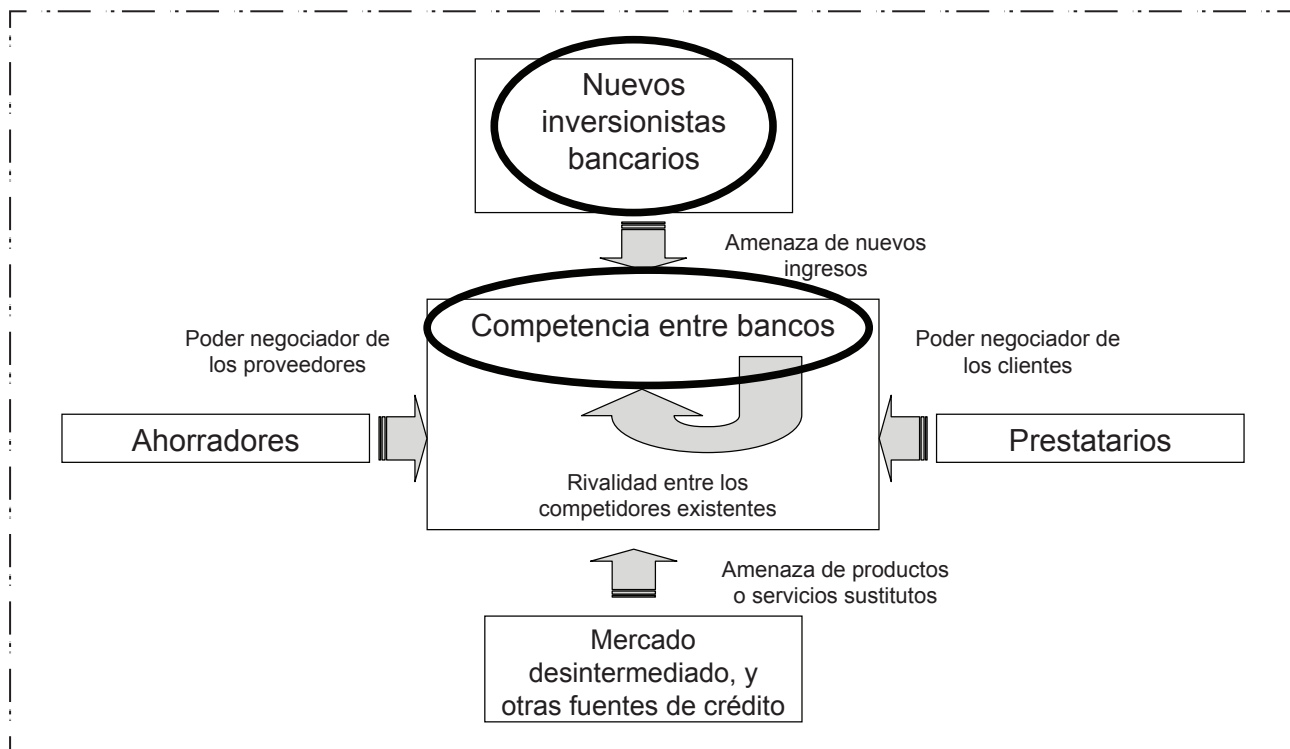 Nuevos
inversionistas
bancarios
Amenaza de nuevos
ingresos
Competencia entre bancos
Poder negociador de
los proveedores
Poder negociador de
los clientes
Ahorradores
Prestatarios
Rivalidad entre los
competidores existentes
Amenaza de productos
o servicios sustitutos
Mercado
desintermediado, y
otras fuentes de crédito